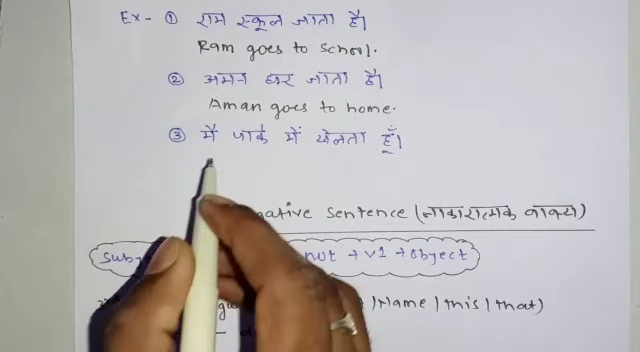 Ex- ① राम स्कूल जाता है।
Ram goes to school.
② अमन घर जाता है।
Aman goes to home.
③ मैं पार्क में खेलता हूँ।
ative sentence (नाकारात्मक वाक्य)
Subj not + v1 + object
/Name / this / that)